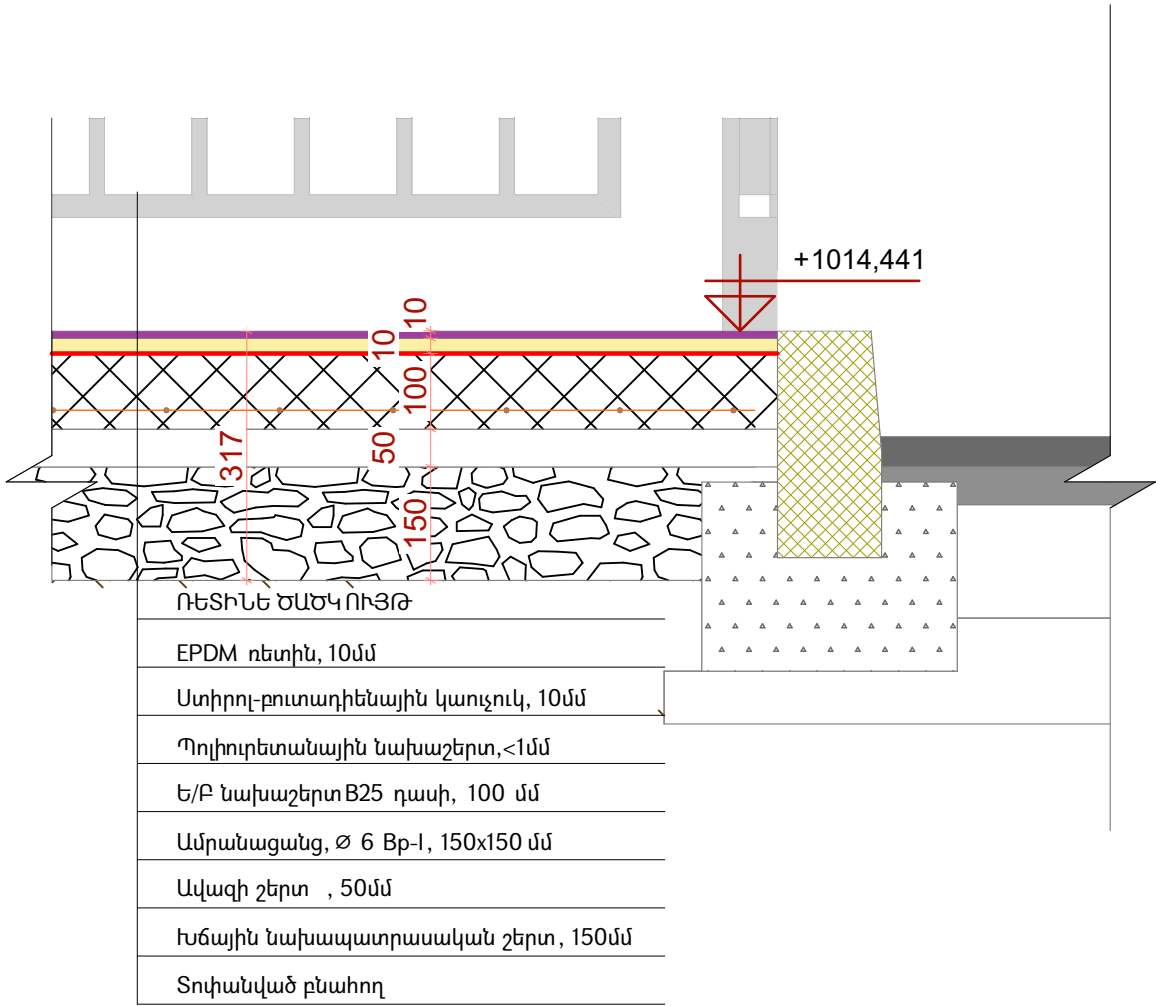 +1014,441
10
10
100
50
317
150
ՌԵՏԻՆԵ ԾԱԾԿՈՒՅԹ
EPDM ռետին, 10մմ
Ստիրոլ-բուտադիենային կաուչուկ, 10մմ
Պոլիուրետանային նախաշերտ,<1մմ
Ե/Բ նախաշերտ B25 դասի, 100 մմ
Ամրանացանց, ∅ 6 Bp-I, 150x150 մմ
Ավազի շերտ , 50մմ
Խճային նախապատրասական շերտ, 150մմ
Տոփանված բնահող